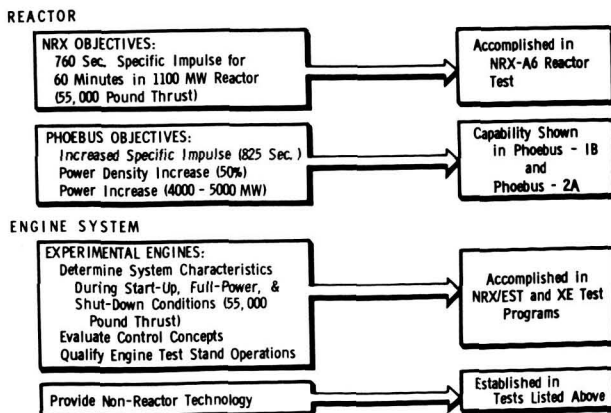 REACTOR
NRX OBJECTIVES:
760 Sec. Specific Impulse for
60 Minutes in 1100 MW Reactor
(55,000 Pound Thrust)
Accomplished in
NRX-A6 Reactor
Test
PHOEBUS OBJECTIVES:
Increased Specific Impulse (825 Sec.)
Power Density Increase (50%)
Power Increase (4000 - 5000 MW)
Capability Shown
in Phoebus - 1B
and
Phoebus - 2A
ENGINE SYSTEM
EXPERIMENTAL ENGINES:
Determine System Characteristics
During Start-Up, Full-Power, &
Shut-Down Conditions (55,000
Pound Thrust)
Evaluate Control Concepts
Qualify Engine Test Stand Operations
Accomplished in
NRX/EST and XE Test
Programs
Provide Non-Reactor Technology
Established in
Tests Listed Above